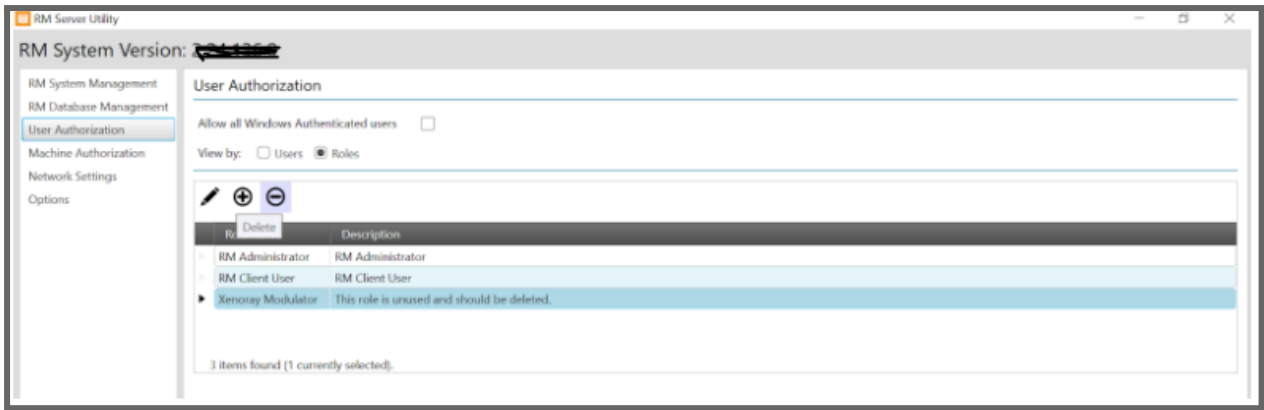 RM Server Utility
RM System Version:
RM System Management
RM Database Management
User Authorization
Machine Authorization
Network Settings
Options
User Authorization
Allow all Windows Authenticated users
View by: Users Roles
Delete
Description
RM Administrator RM Administrator
RM Client User RM Client User
Xenoray Modulator This role is unused and should be deleted.
3 items found (1 currently selected).